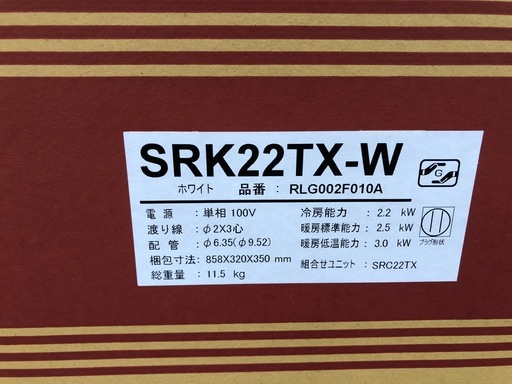 SRK22TX-W
ホワイト 品番 : RLG002F010A
電源 : 単相 100V
渡り線 : φ2X3心
配管 : φ6.35(φ9.52)
梱包寸法 : 858X320X350 mm
総重量 : 11.5 kg
冷房能力 : 2.2 kW
暖房標準能力 : 2.5 kW
暖房低温能力 : 3.0 kW
組合せユニット : SRC22TX
G
プラグ形状